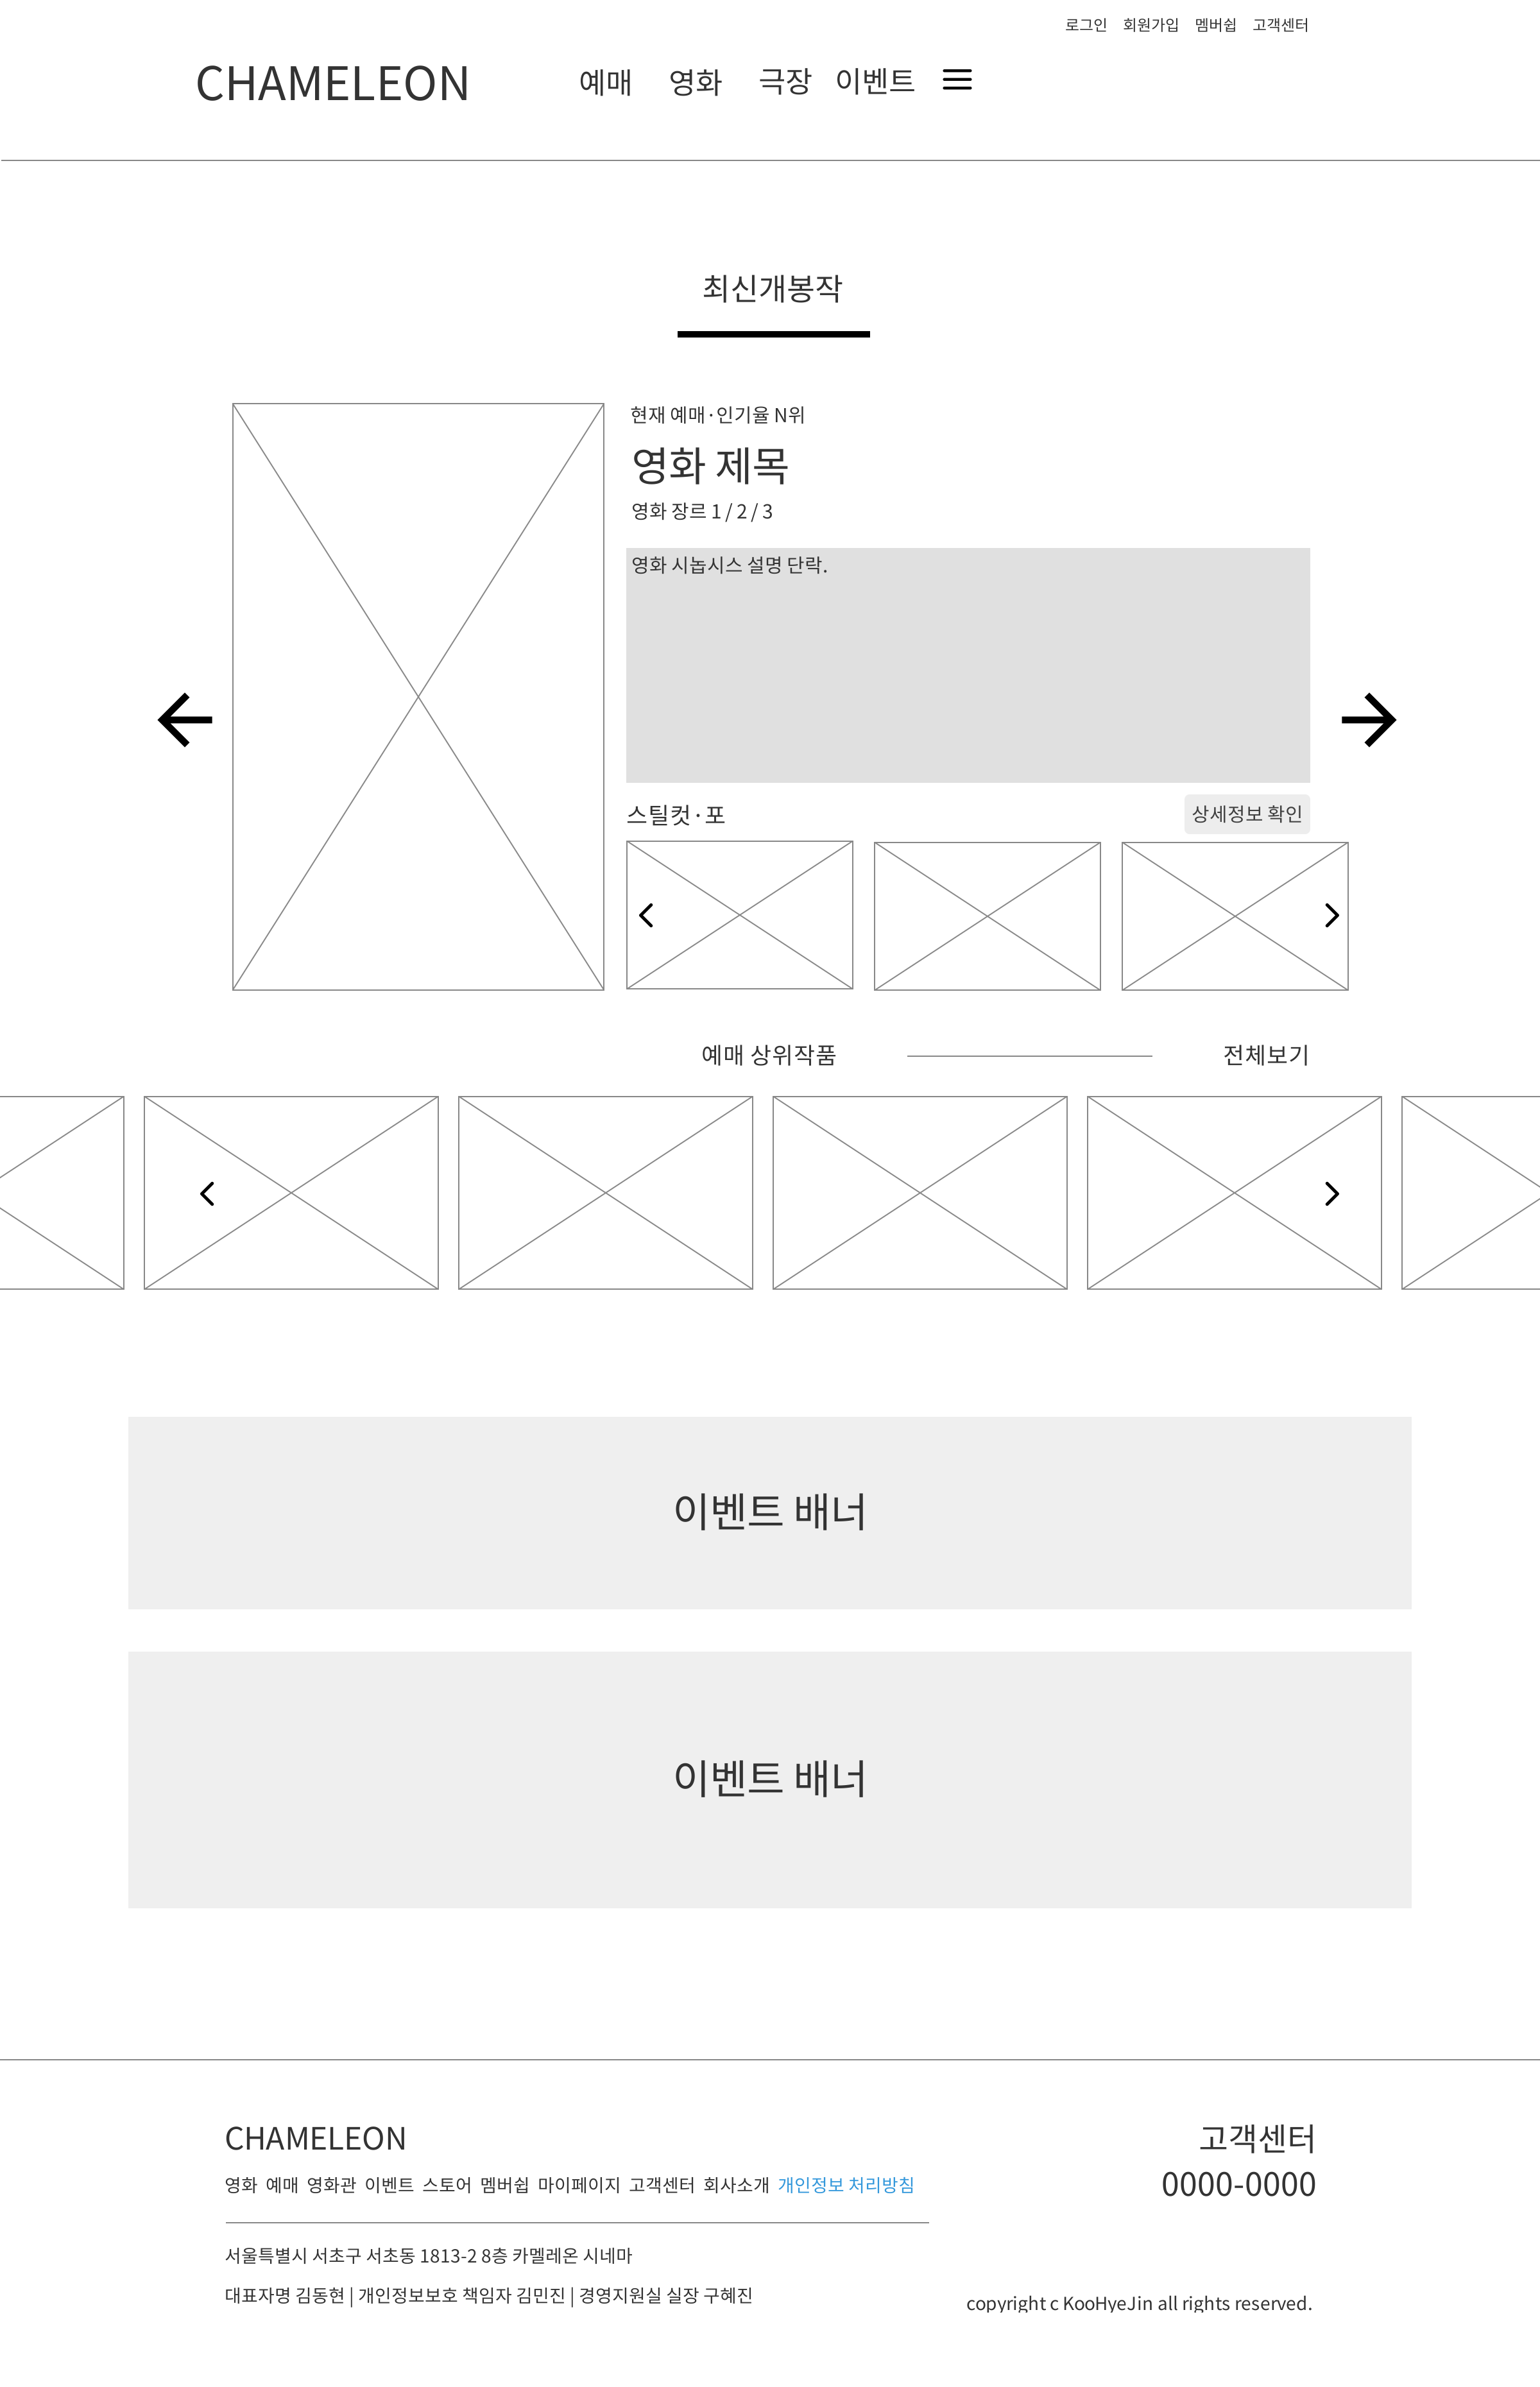 로그인 회원가입 멤버쉽 고객센터
CHAMELEON 예매 영화 극장 이벤트
최신개봉작
현재 예매·인기율 N위
영화 제목
영화 장르 1 / 2 / 3
영화 시놉시스 설명 단락.
스틸컷·포 상세정보 확인
예매 상위작품 전체보기
이벤트 배너
이벤트 배너
CHAMELEON
영화 예매 영화관 이벤트 스토어 멤버쉽 마이페이지 고객센터 회사소개 개인정보 처리방침
서울특별시 서초구 서초동 1813-2 8층 카멜레온 시네마
대표자명 김동현 | 개인정보보호 책임자 김민진 | 경영지원실 실장 구혜진
고객센터
0000-0000
copyright c KooHyeJin all rights reserved.